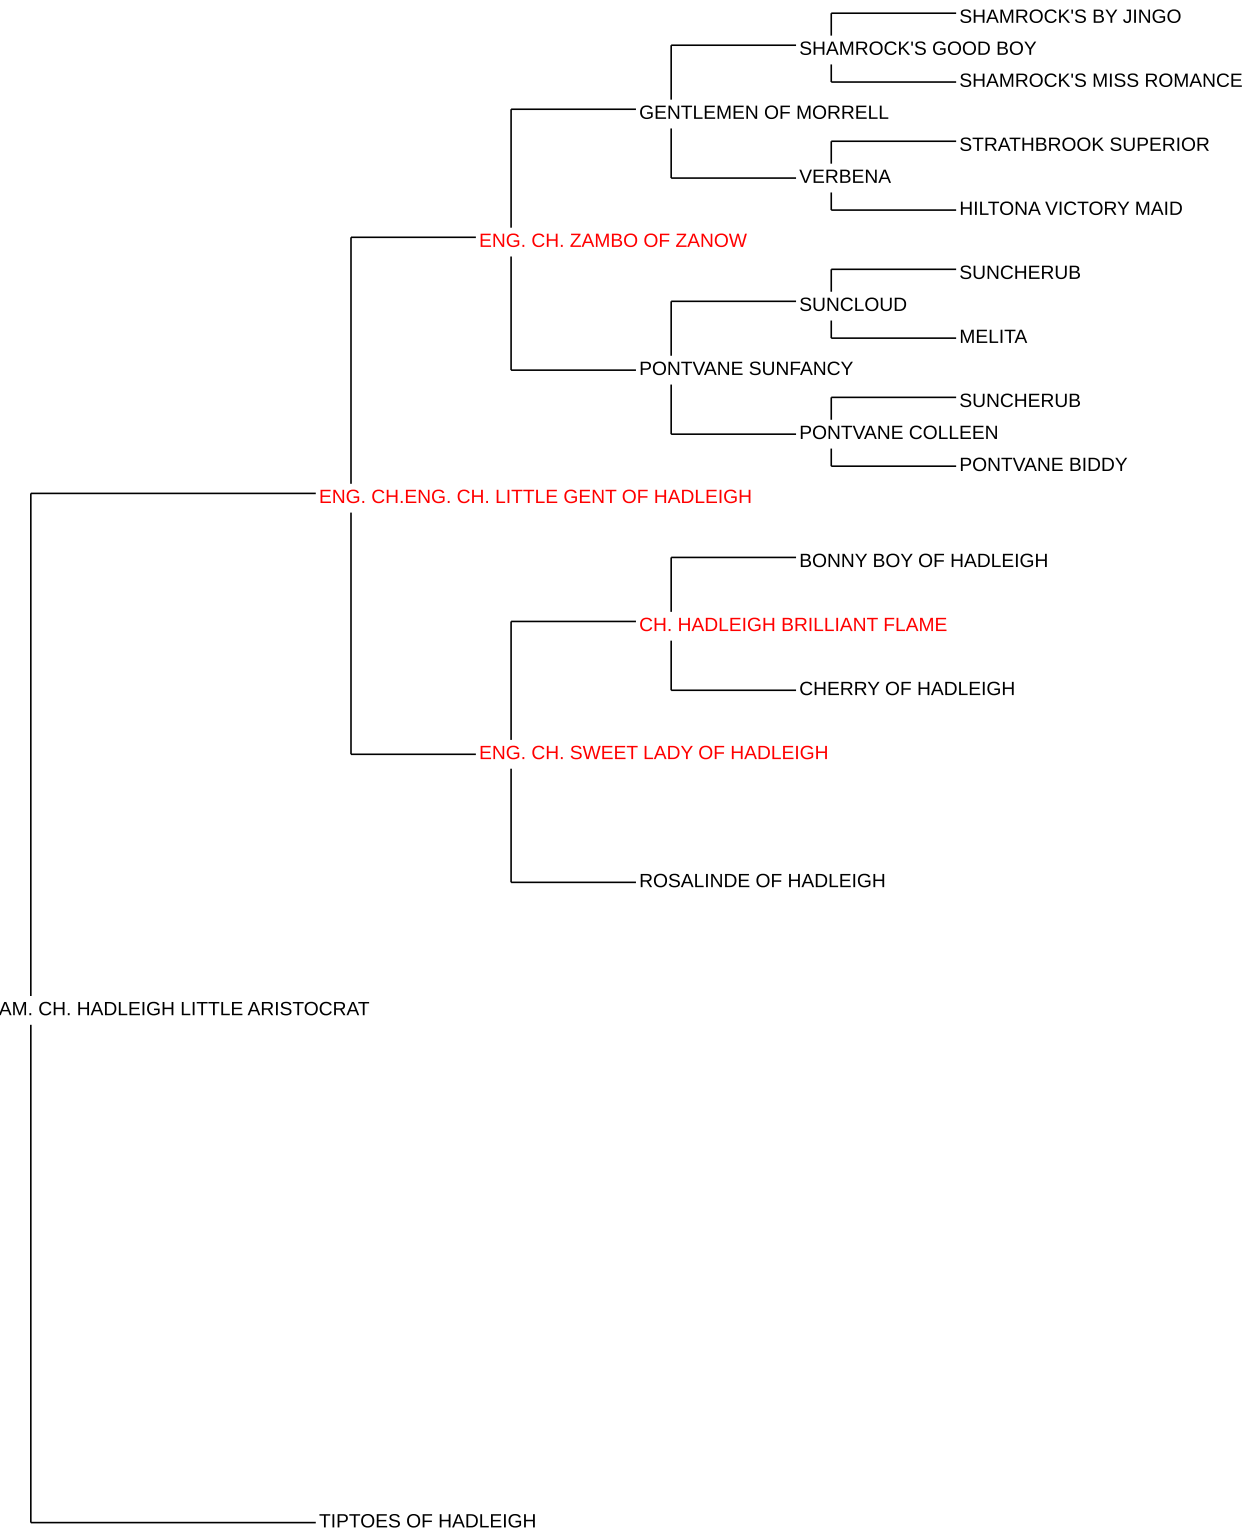 SHAMROCK'S BY JINGO
SHAMROCK'S GOOD BOY
SHAMROCK'S MISS ROMANCE
GENTLEMEN OF MORRELL
STRATHBROOK SUPERIOR
VERBENA
HILTONA VICTORY MAID
ENG. CH. ZAMBO OF ZANOW
SUNCHERUB
SUNCLOUD
MELITA
PONTVANE SUNFANCY
SUNCHERUB
PONTVANE COLLEEN
PONTVANE BIDDY
ENG. CH.ENG. CH. LITTLE GENT OF HADLEIGH
BONNY BOY OF HADLEIGH
CH. HADLEIGH BRILLIANT FLAME
CHERRY OF HADLEIGH
ENG. CH. SWEET LADY OF HADLEIGH
ROSALINDE OF HADLEIGH
AM. CH. HADLEIGH LITTLE ARISTOCRAT
TIPTOES OF HADLEIGH